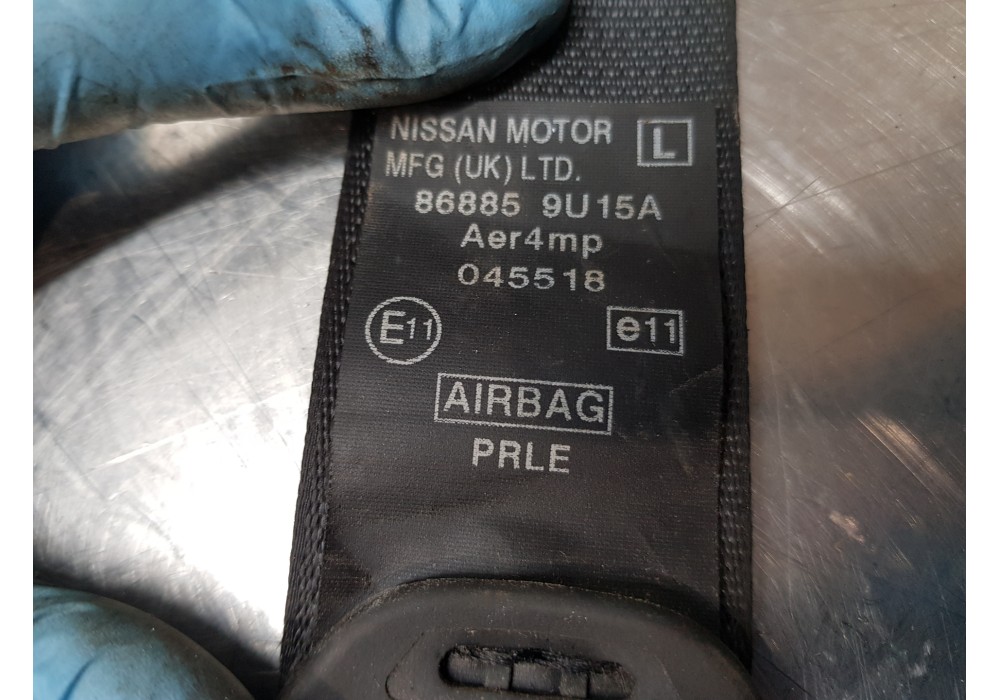 NISSAN MOTOR
L
MFG (UK) LTD.
86885 9U15A
Aer4mp
045518
E11
e11
AIRBAG
PRLE